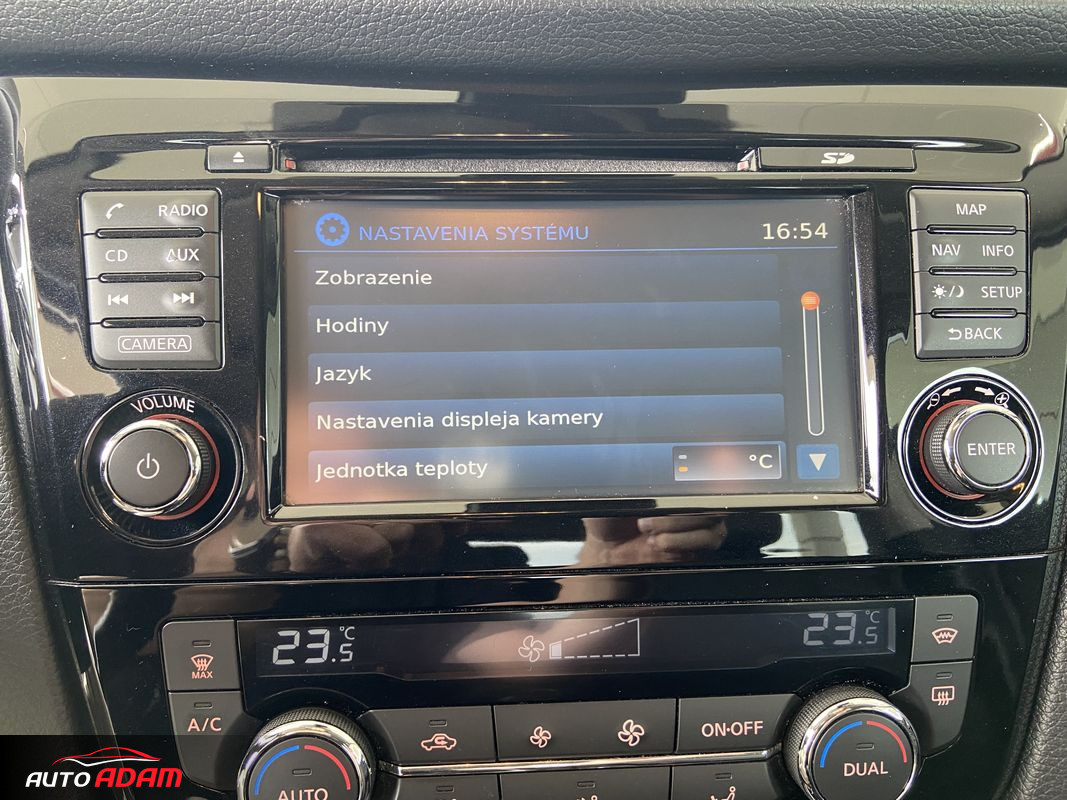 SD
RADIO
CD AUX
CAMERA
VOLUME
NASTAVENIA SYSTÉMU 16:54
Zobrazenie
Hodiny
Jazyk
Nastavenia displeja kamery
Jednotka teploty °C
MAP
NAV INFO
SETUP
BACK
ENTER
23.5 °C
23.5 °C
MAX
A/C
ON·OFF
AUTO
DUAL
AUTO ADAM